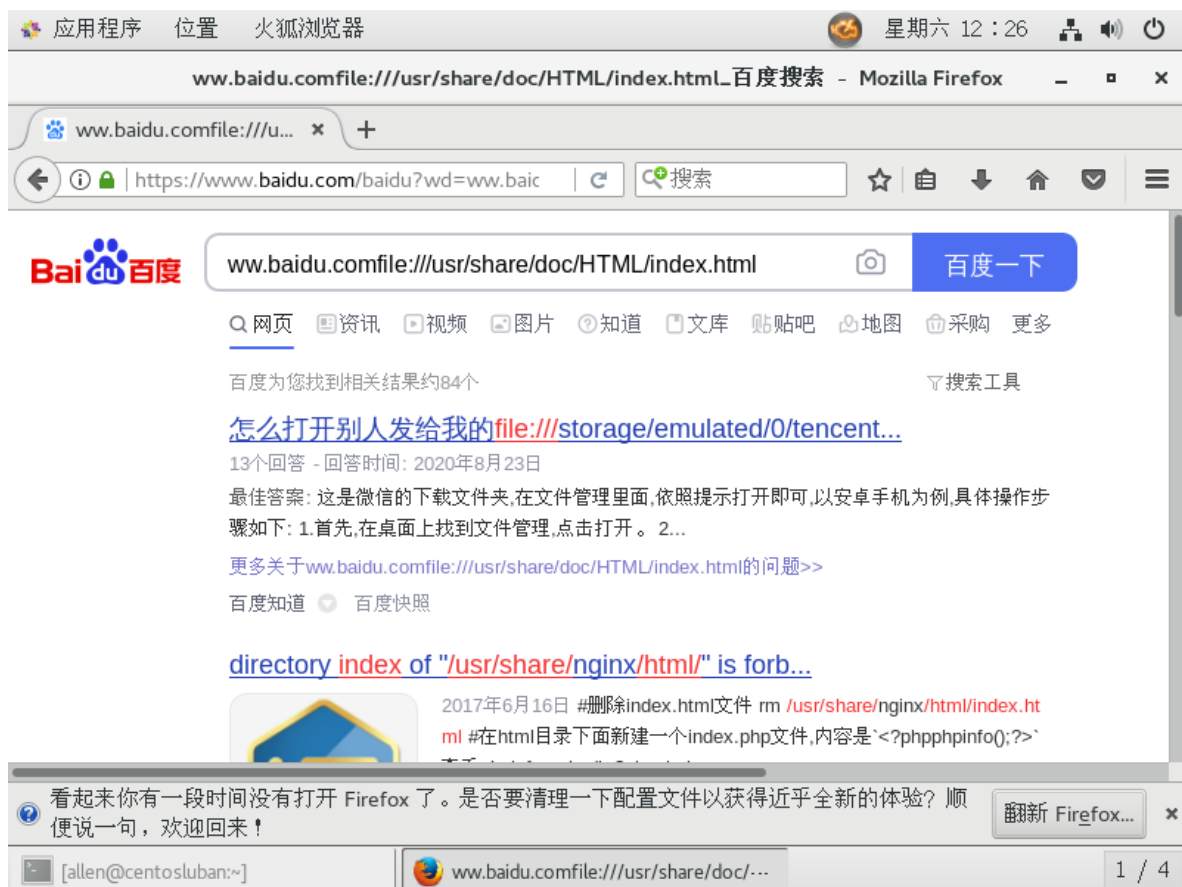 应用程序 位置 火狐浏览器 星期六 12：26
ww.baidu.comfile:///usr/share/doc/HTML/index.html_百度搜索 - Mozilla Firefox
ww.baidu.comfile:///u...
https://www.baidu.com/baidu?wd=ww.baic 搜索
Bai du 百度 ww.baidu.comfile:///usr/share/doc/HTML/index.html 百度一下
网页 资讯 视频 图片 知道 文库 贴贴吧 地图 采购 更多
百度为您找到相关结果约84个 搜索工具
怎么打开别人发给我的file:///storage/emulated/0/tencent...
13个回答 - 回答时间: 2020年8月23日
最佳答案: 这是微信的下载文件夹,在文件管理里面,依照提示打开即可,以安卓手机为例,具体操作步
骤如下: 1.首先,在桌面上找到文件管理,点击打开。 2...
更多关于ww.baidu.comfile:///usr/share/doc/HTML/index.html的问题>>
百度知道 百度快照
directory index of "/usr/share/nginx/html/" is forb...
2017年6月16日 #删除index.html文件 rm /usr/share/nginx/html/index.ht
ml #在html目录下面新建一个index.php文件,内容是`<?phpphpinfo();?>`
看起来你有一段时间没有打开 Firefox 了。是否要清理一下配置文件以获得近乎全新的体验？顺
便说一句，欢迎回来！
翻新 Firefox...
[allen@centosluban:~] ww.baidu.comfile:///usr/share/doc/··· 1 / 4